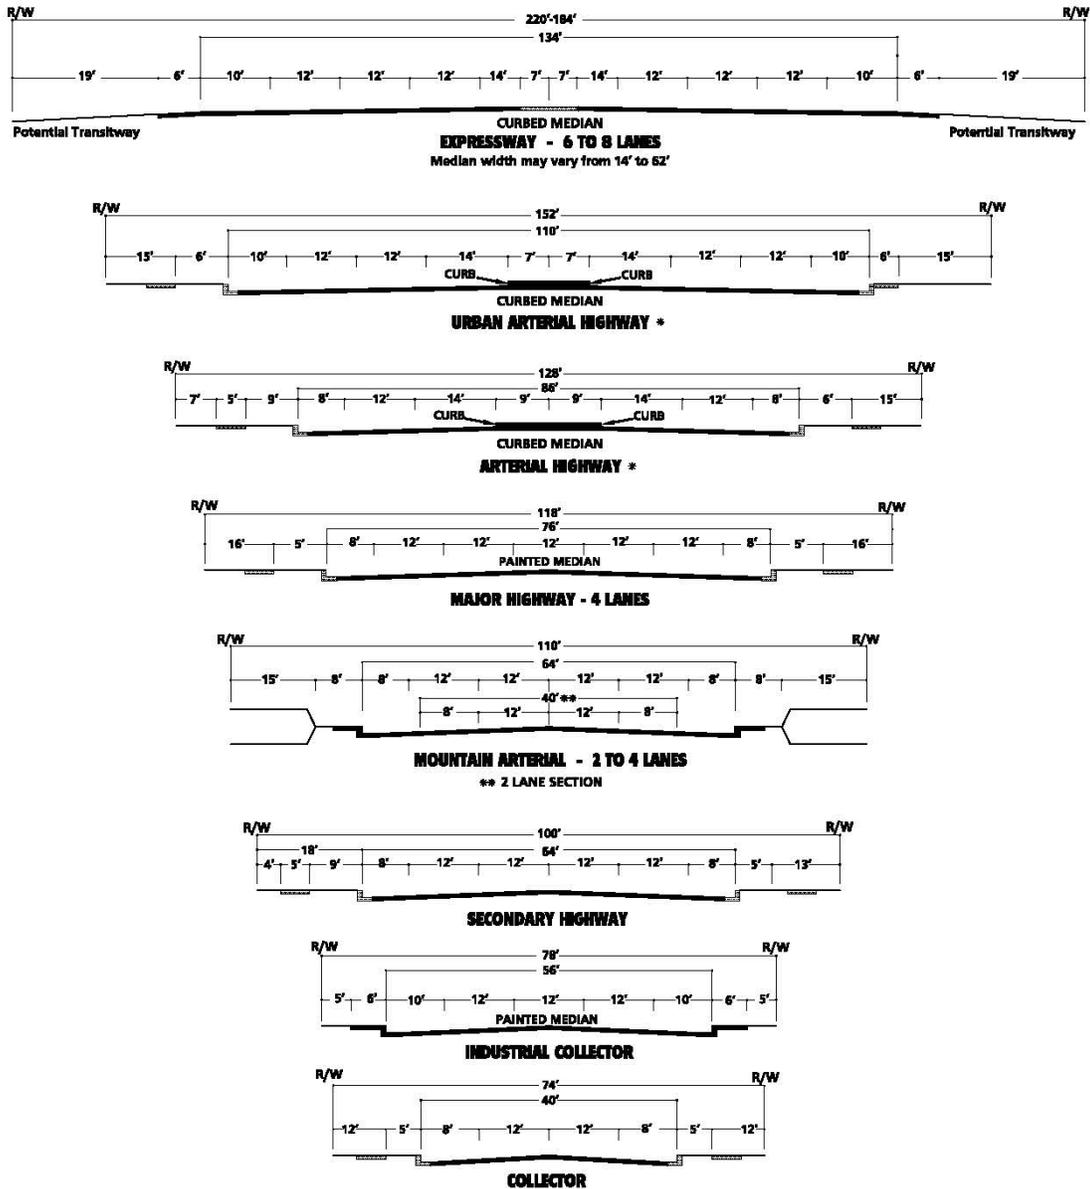 R/W R/W
220'-184'
134'
19' 6' 10' 12' 12' 12' 14' 7' 7' 14' 12' 12' 12' 10' 6' 19'
Potential Transitway CURBED MEDIAN Potential Transitway
EXPRESSWAY - 6 TO 8 LANES
Median width may vary from 14' to 62'
R/W R/W
152'
110'
15' 6' 10' 12' 12' 14' 7' 7' 14' 12' 12' 10' 6' 15'
CURB CURB
CURBED MEDIAN
URBAN ARTERIAL HIGHWAY *
R/W R/W
128'
86'
7' 5' 9' 8' 12' 14' 9' 9' 14' 12' 8' 6' 15'
CURB CURB
CURBED MEDIAN
ARTERIAL HIGHWAY *
R/W R/W
118'
76'
16' 5' 8' 12' 12' 12' 12' 12' 8' 5' 16'
PAINTED MEDIAN
MAJOR HIGHWAY - 4 LANES
R/W R/W
110'
64'
15' 8' 8' 12' 12' 12' 12' 8' 8' 15'
40'**
8' 12' 12' 8'
MOUNTAIN ARTERIAL - 2 TO 4 LANES
** 2 LANE SECTION
R/W R/W
100'
18' 64'
4' 5' 9' 8' 12' 12' 12' 12' 8' 5' 13'
SECONDARY HIGHWAY
R/W R/W
78'
56'
5' 6' 10' 12' 12' 12' 10' 6' 5'
PAINTED MEDIAN
INDUSTRIAL COLLECTOR
R/W R/W
74'
40'
12' 5' 8' 12' 12' 8' 5' 12'
COLLECTOR